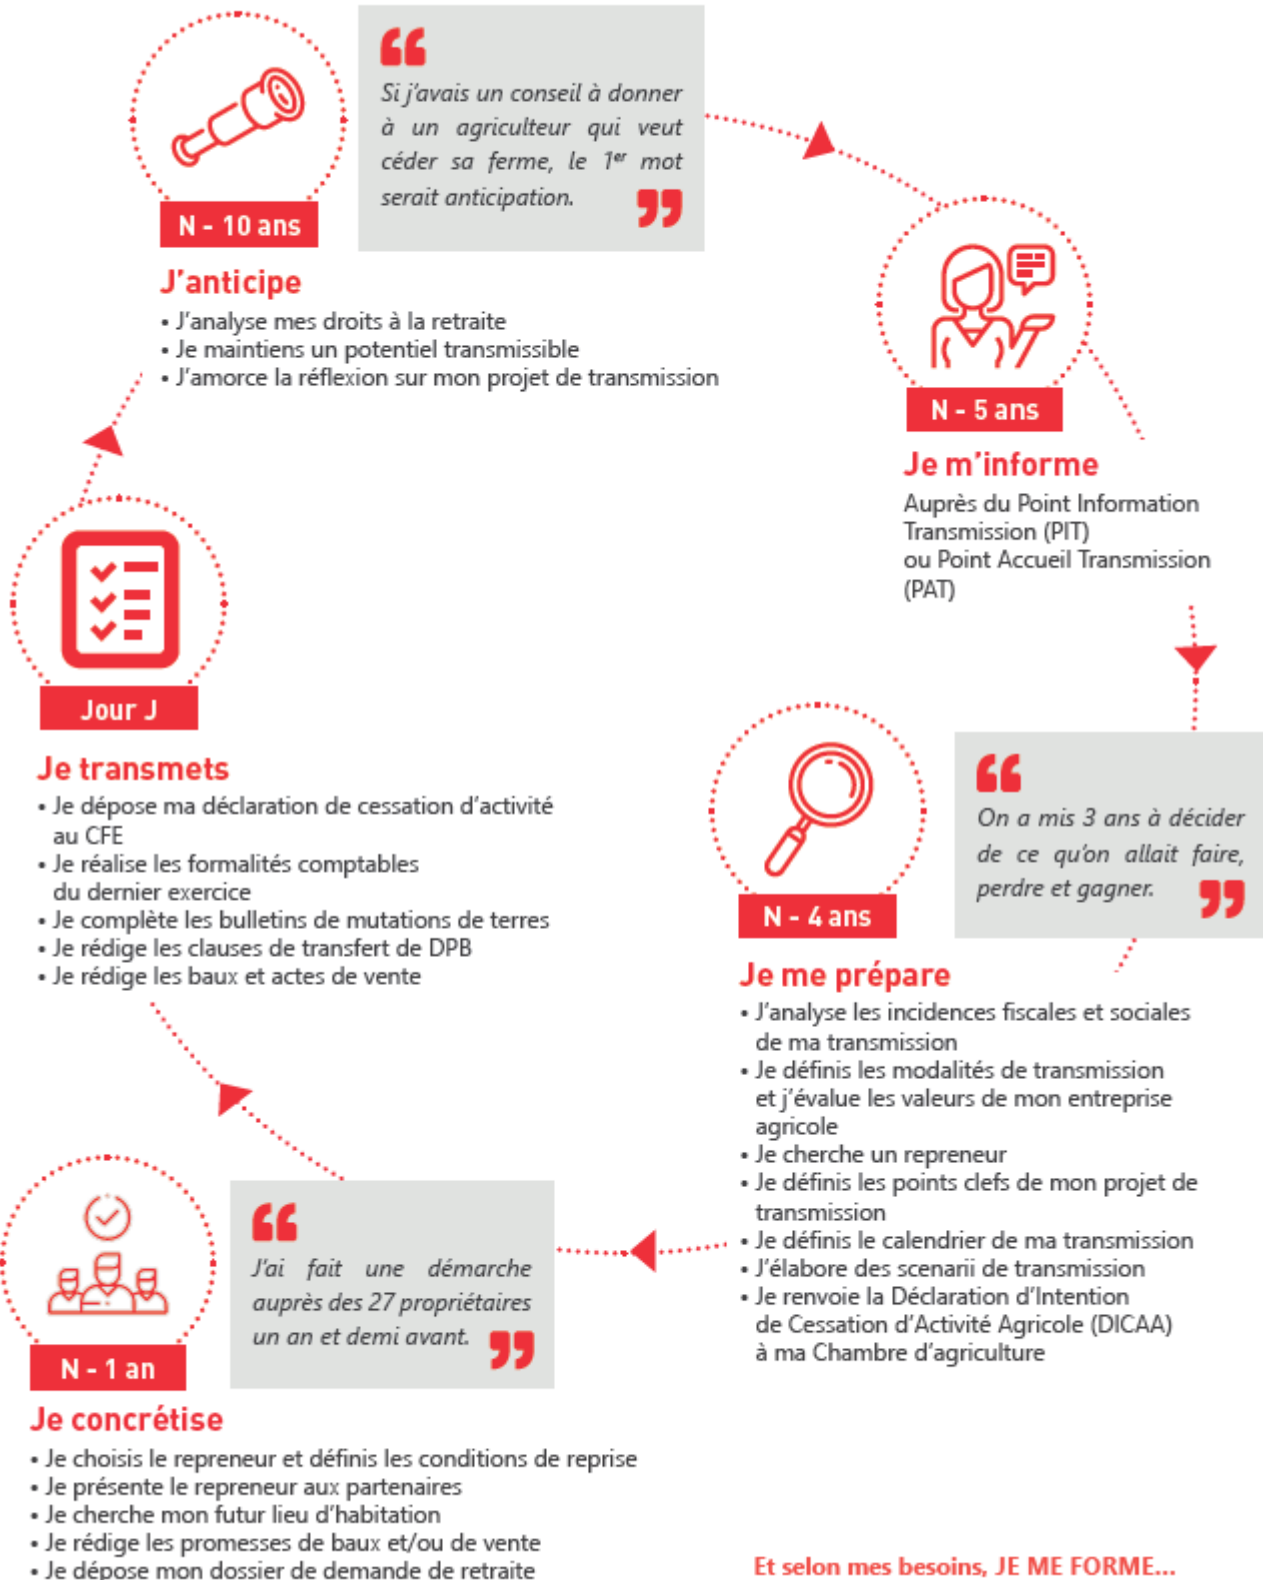 Si j'avais un conseil à donner
à un agriculteur qui veut
céder sa ferme, le 1er mot
serait anticipation.
N - 10 ans
J'anticipe
• J'analyse mes droits à la retraite
• Je maintiens un potentiel transmissible
• J'amorce la réflexion sur mon projet de transmission
N - 5 ans
Je m'informe
Auprès du Point Information
Transmission (PIT)
ou Point Accueil Transmission
(PAT)
N - 4 ans
On a mis 3 ans à décider
de ce qu'on allait faire,
perdre et gagner.
Je me prépare
• J'analyse les incidences fiscales et sociales
de ma transmission
• Je définis les modalités de transmission
et j'évalue les valeurs de mon entreprise
agricole
• Je cherche un repreneur
• Je définis les points clefs de mon projet de
transmission
• Je définis le calendrier de ma transmission
• J'élabore des scenarii de transmission
• Je renvoie la Déclaration d'Intention
de Cessation d'Activité Agricole (DICAA)
à ma Chambre d'agriculture
J'ai fait une démarche
auprès des 27 propriétaires
un an et demi avant.
N - 1 an
Je concrétise
• Je choisis le repreneur et définis les conditions de reprise
• Je présente le repreneur aux partenaires
• Je cherche mon futur lieu d'habitation
• Je rédige les promesses de baux et/ou de vente
• Je dépose mon dossier de demande de retraite
Jour J
Je transmets
• Je dépose ma déclaration de cessation d'activité
au CFE
• Je réalise les formalités comptables
du dernier exercice
• Je complète les bulletins de mutations de terres
• Je rédige les clauses de transfert de DPB
• Je rédige les baux et actes de vente
Et selon mes besoins, JE ME FORME...